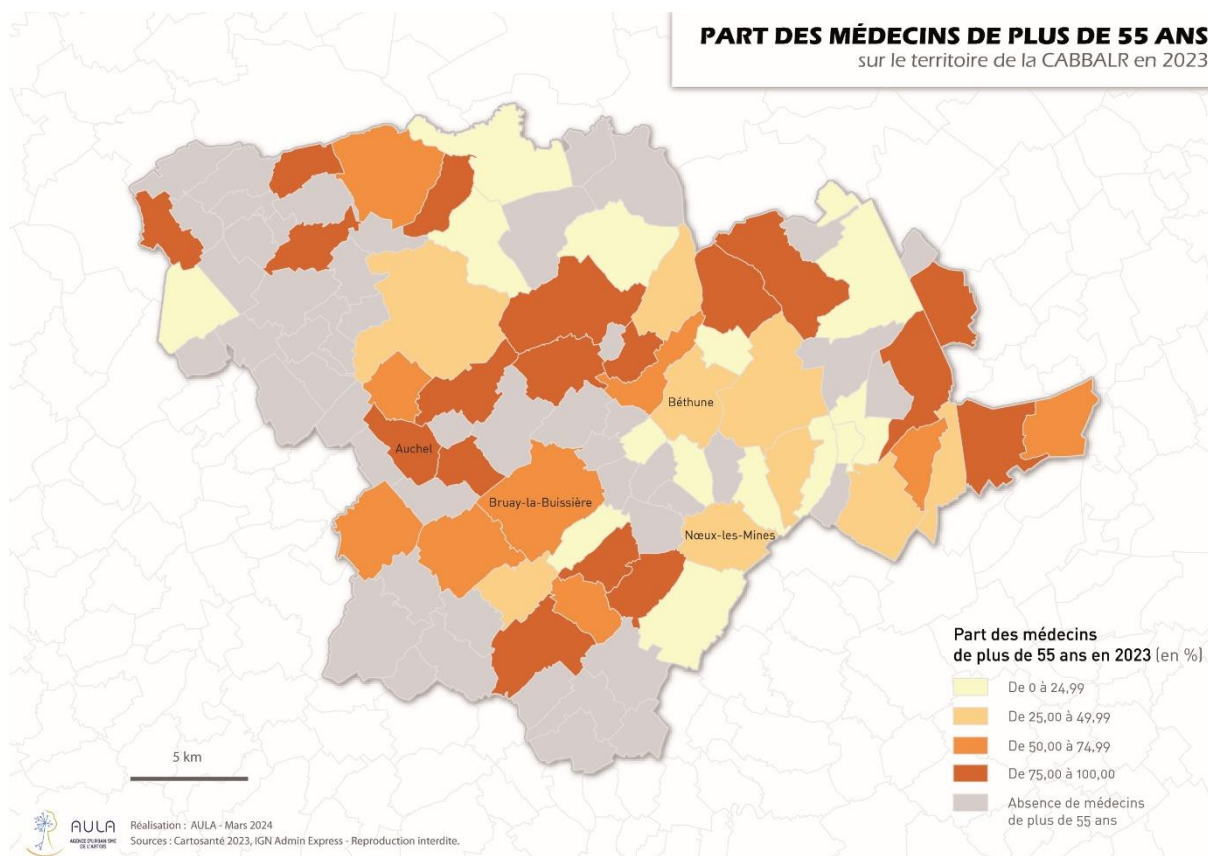 PART DES MÉDECINS DE PLUS DE 55 ANS
sur le territoire de la CABBALR en 2023
Béthune
Auchel
Bruay-la-Buissière
Nœux-les-Mines
Part des médecins
de plus de 55 ans en 2023 (en %)
De 0 à 24,99
De 25,00 à 49,99
De 50,00 à 74,99
De 75,00 à 100,00
Absence de médecins
de plus de 55 ans
5 km
AULA
AGENCE D'URBANISME
DE L'ARTOIS
Réalisation : AULA - Mars 2024
Sources : Cartosanté 2023, IGN Admin Express - Reproduction interdite.